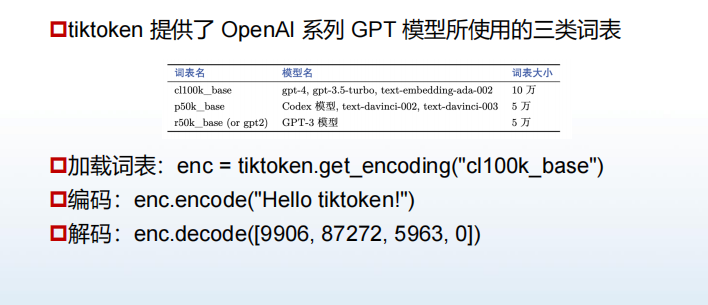 tiktoken 提供了 OpenAI 系列 GPT 模型所使用的三类词表
词表名 模型名 词表大小
cl100k_base gpt-4, gpt-3.5-turbo, text-embedding-ada-002 10 万
p50k_base Codex 模型, text-davinci-002, text-davinci-003 5 万
r50k_base (or gpt2) GPT-3 模型 5 万
加载词表：enc = tiktoken.get_encoding("cl100k_base")
编码：enc.encode("Hello tiktoken!")
解码：enc.decode([9906, 87272, 5963, 0])